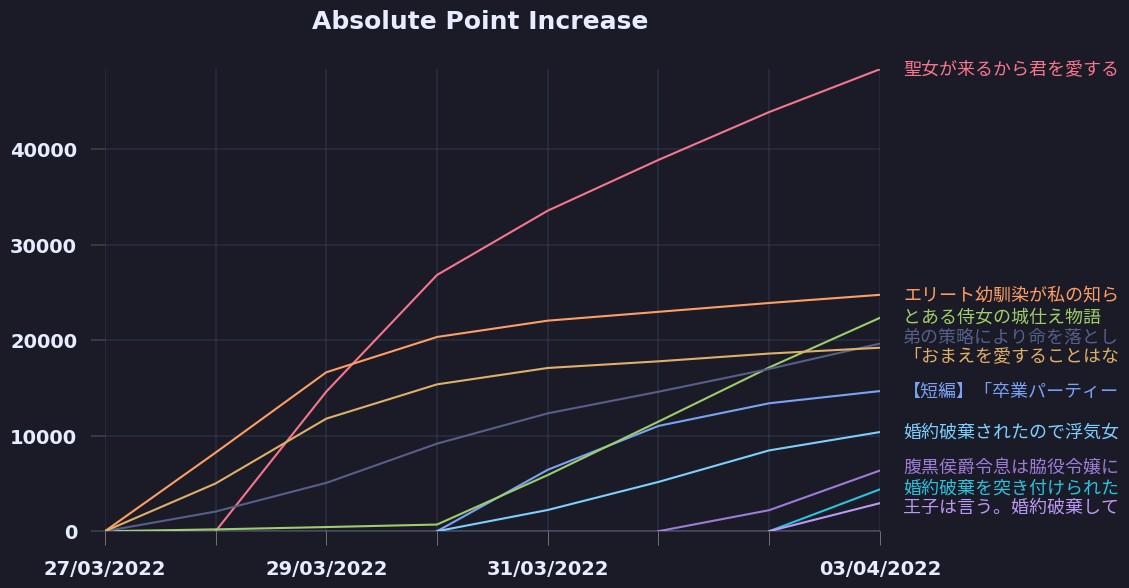 Absolute Point Increase
聖女が来るから君を愛する
40000
30000
エリート幼馴染が私の知ら
とある侍女の城仕え物語
20000
弟の策略により命を落とし
「おまえを愛することはな
【短編】「卒業パーティー
10000
婚約破棄されたので浮気女
腹黒侯爵令息は脇役令嬢に
婚約破棄を突き付けられた
王子は言う。婚約破棄して
0
27/03/2022
29/03/2022
31/03/2022
03/04/2022